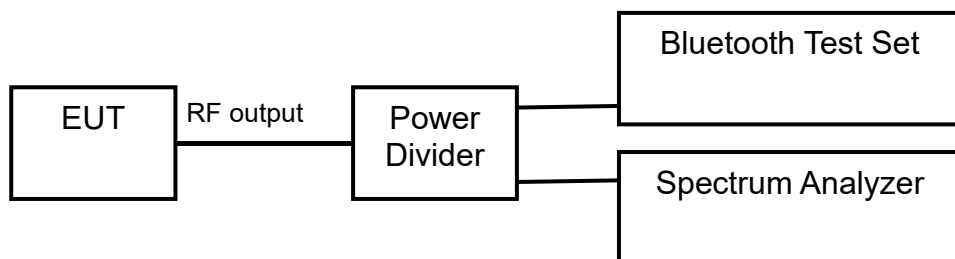 EUT
RF output
Power
Divider
Bluetooth Test Set
Spectrum Analyzer